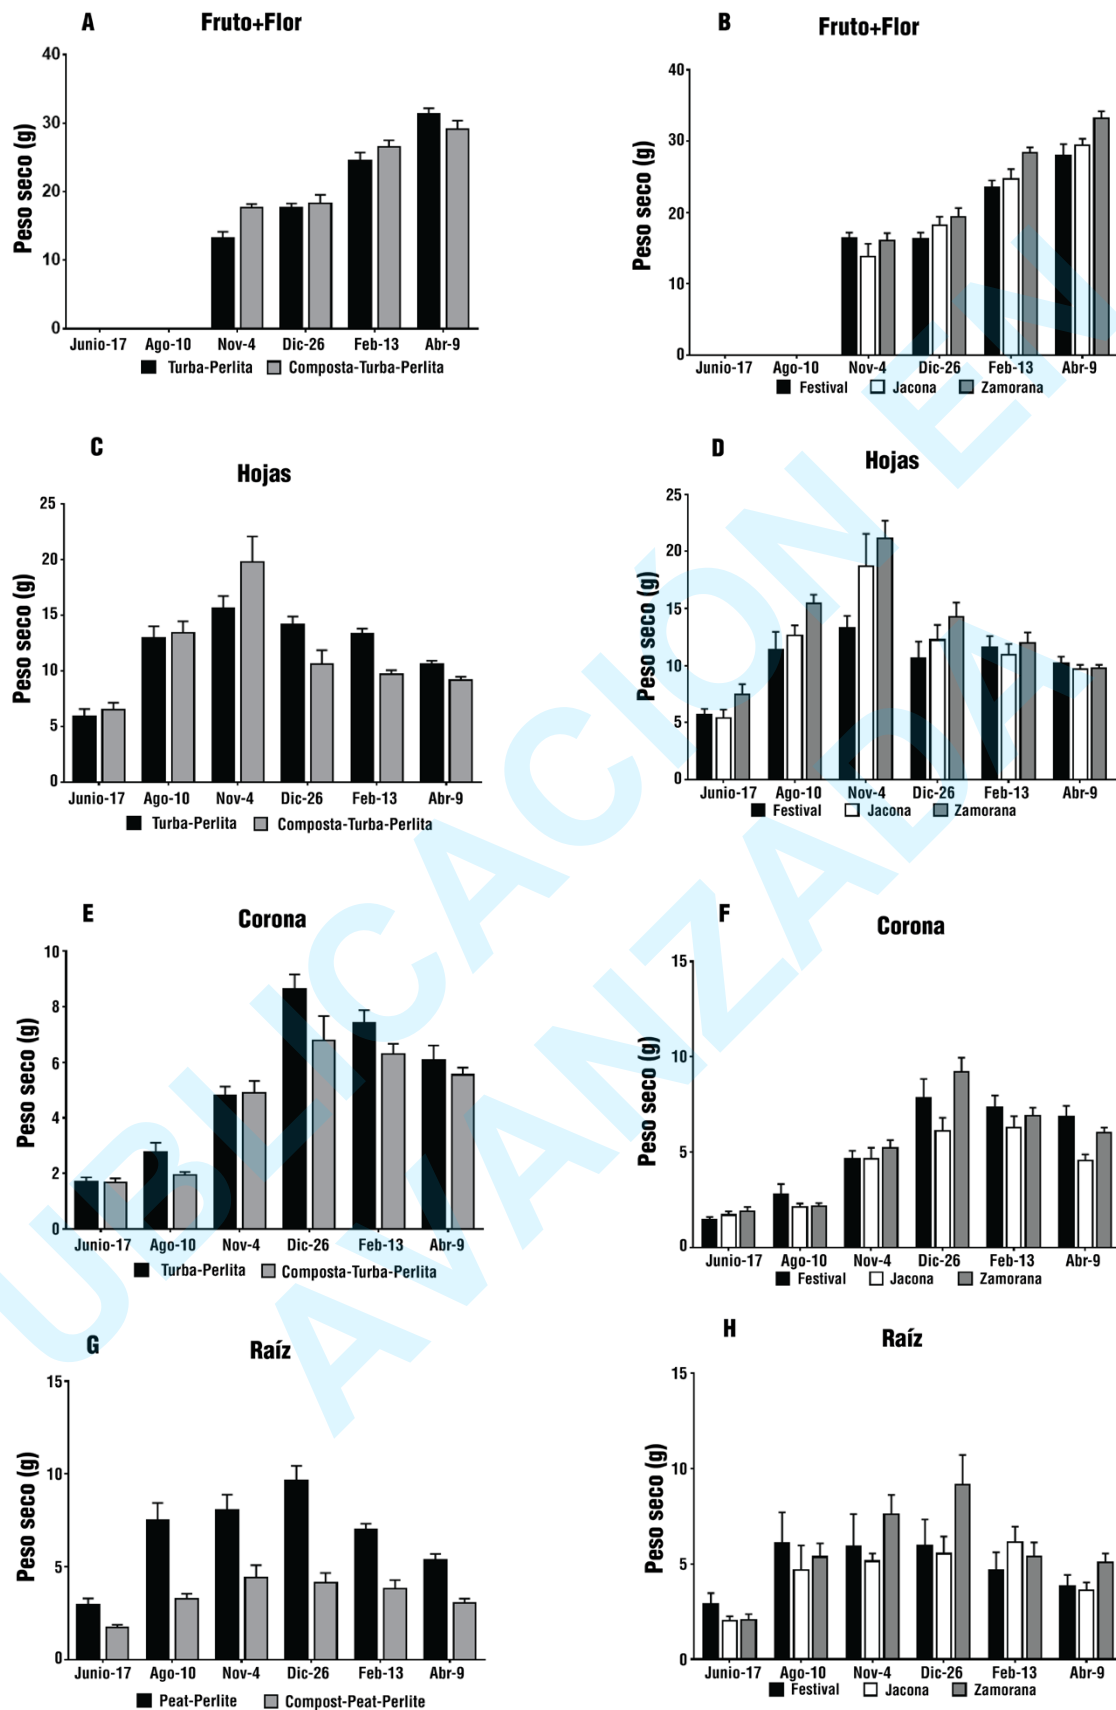 A
Fruto+Flor
Peso seco (g)
40
30
20
10
0
Junio-17 Ago-10 Nov-4 Dic-26 Feb-13 Abr-9
Turba-Perlita Composta-Turba-Perlita
B
Fruto+Flor
Peso seco (g)
40
30
20
10
0
Junio-17 Ago-10 Nov-4 Dic-26 Feb-13 Abr-9
Festival Jacona Zamorana
C
Hojas
Peso seco (g)
25
20
15
10
5
0
Junio-17 Ago-10 Nov-4 Dic-26 Feb-13 Abr-9
Turba-Perlita Composta-Turba-Perlita
D
Hojas
Peso seco (g)
25
20
15
10
5
0
Junio-17 Ago-10 Nov-4 Dic-26 Feb-13 Abr-9
Festival Jacona Zamorana
E
Corona
Peso seco (g)
10
8
6
4
2
0
Junio-17 Ago-10 Nov-4 Dic-26 Feb-13 Abr-9
Turba-Perlita Composta-Turba-Perlita
F
Corona
Peso seco (g)
15
10
5
0
Junio-17 Ago-10 Nov-4 Dic-26 Feb-13 Abr-9
Festival Jacona Zamorana
G
Raíz
Peso seco (g)
15
10
5
0
Junio-17 Ago-10 Nov-4 Dic-26 Feb-13 Abr-9
Peat-Perlite Compost-Peat-Perlite
H
Raíz
Peso seco (g)
15
10
5
0
Junio-17 Ago-10 Nov-4 Dic-26 Feb-13 Abr-9
Festival Jacona Zamorana
UBLICACIÓN EN
AVANZADA